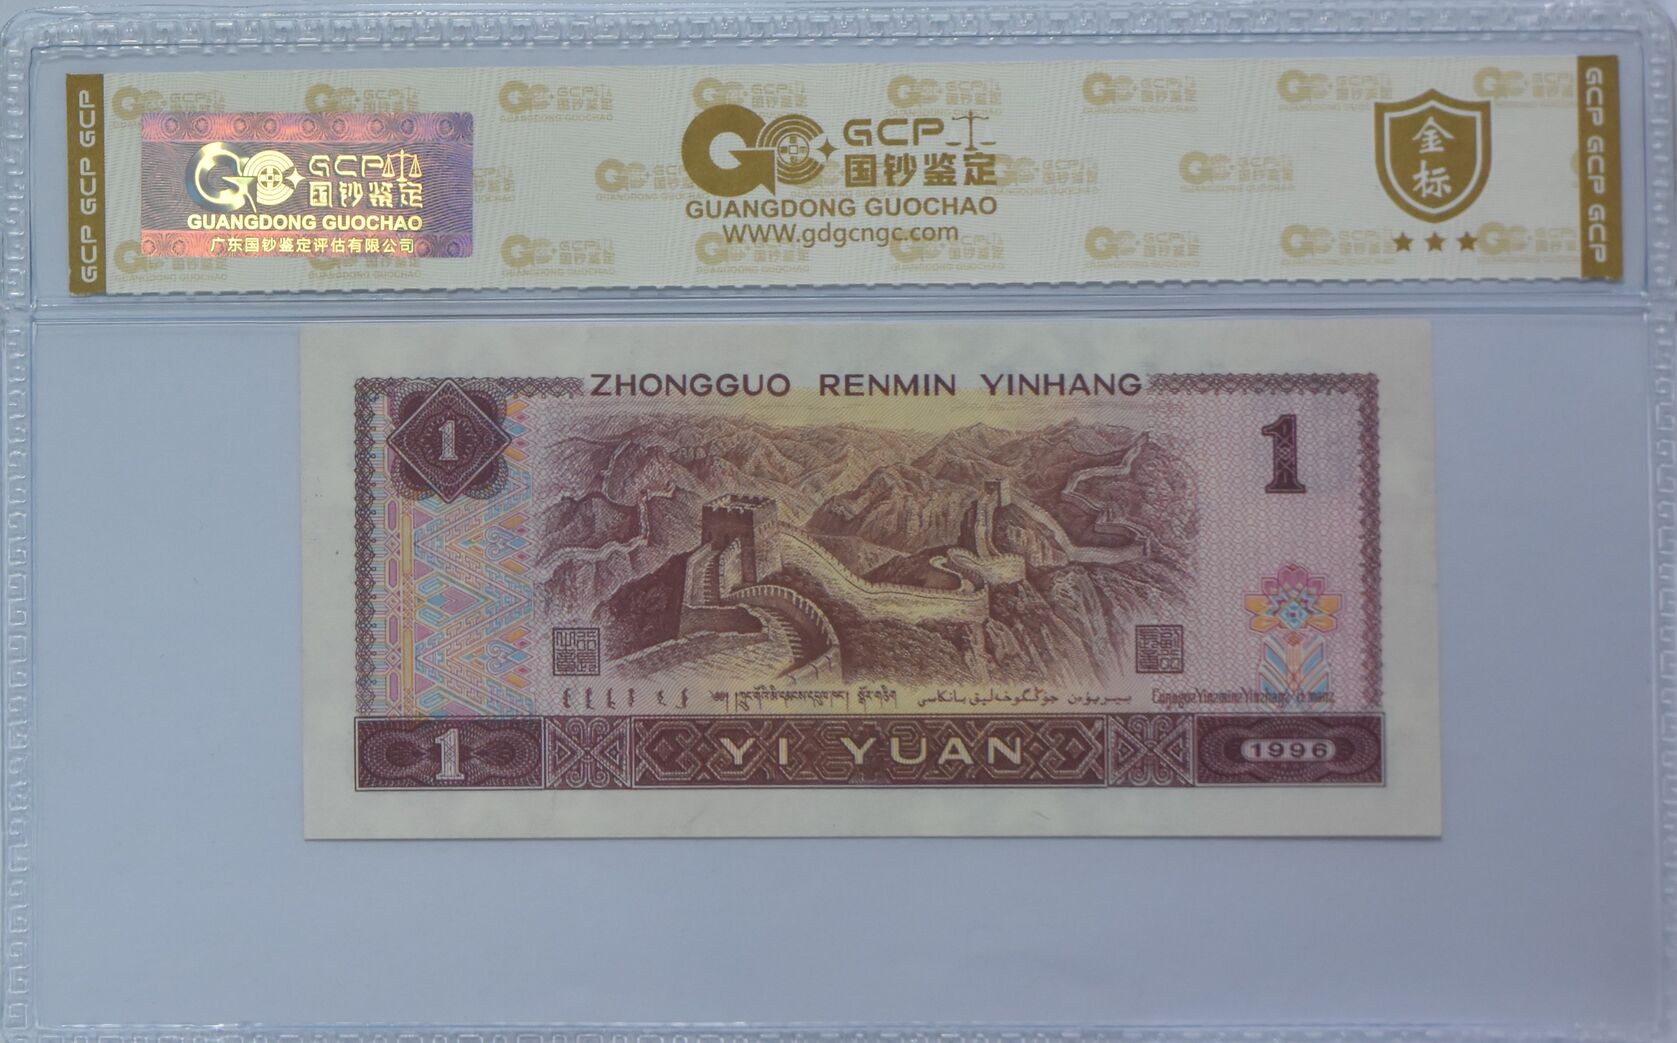 GCP GCP GCP
GCP
国钞鉴定
GUANGDONG GUOCHAO
广东国钞鉴定评估有限公司
GCP
国钞鉴定
GUANGDONG GUOCHAO
WWW.gdgcngc.com
金标
GCP GCP GCP
ZHONGGUO RENMIN YINHANG
1
1
1
YI YUAN
1996